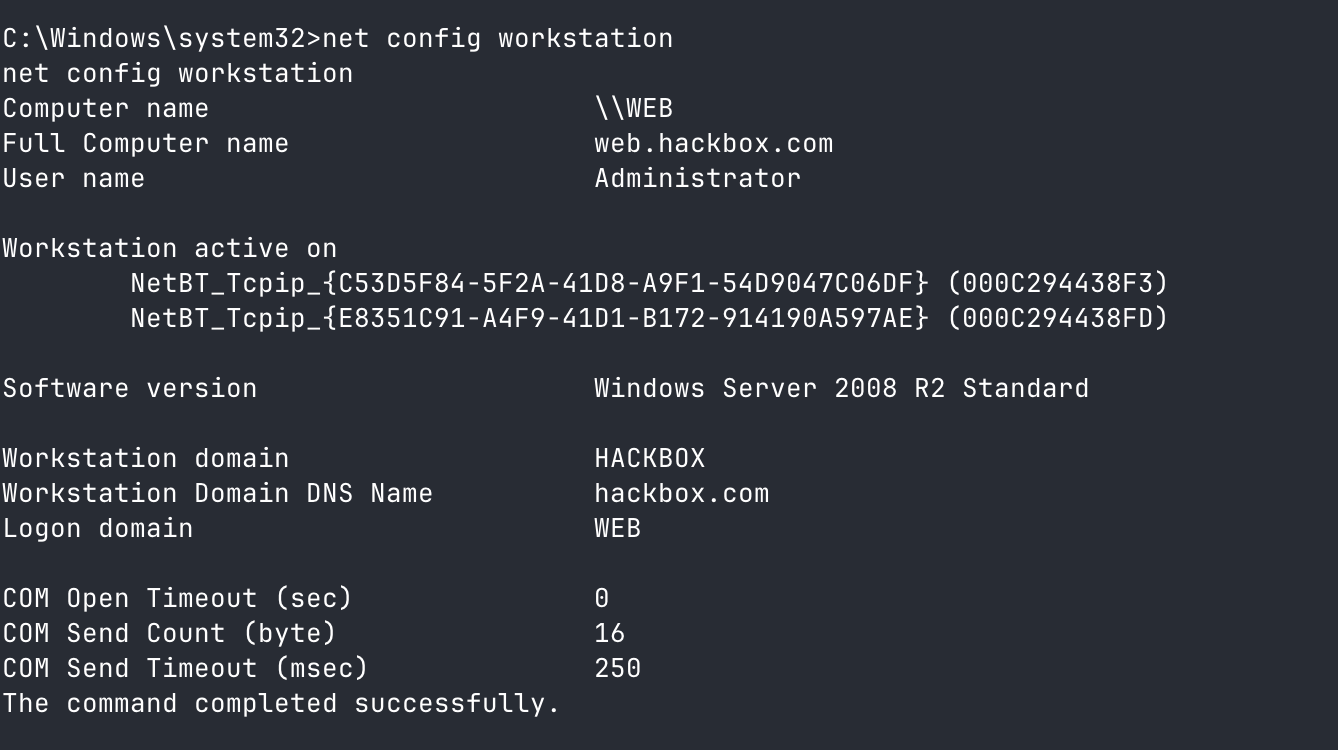 C:\Windows\system32>net config workstation
net config workstation
Computer name                        \\WEB
Full Computer name                   web.hackbox.com
User name                            Administrator

Workstation active on
        NetBT_Tcpip_{C53D5F84-5F2A-41D8-A9F1-54D9047C06DF} (000C294438F3)
        NetBT_Tcpip_{E8351C91-A4F9-41D1-B172-914190A597AE} (000C294438FD)

Software version                     Windows Server 2008 R2 Standard

Workstation domain                   HACKBOX
Workstation Domain DNS Name          hackbox.com
Logon domain                         WEB

COM Open Timeout (sec)               0
COM Send Count (byte)                16
COM Send Timeout (msec)              250
The command completed successfully.